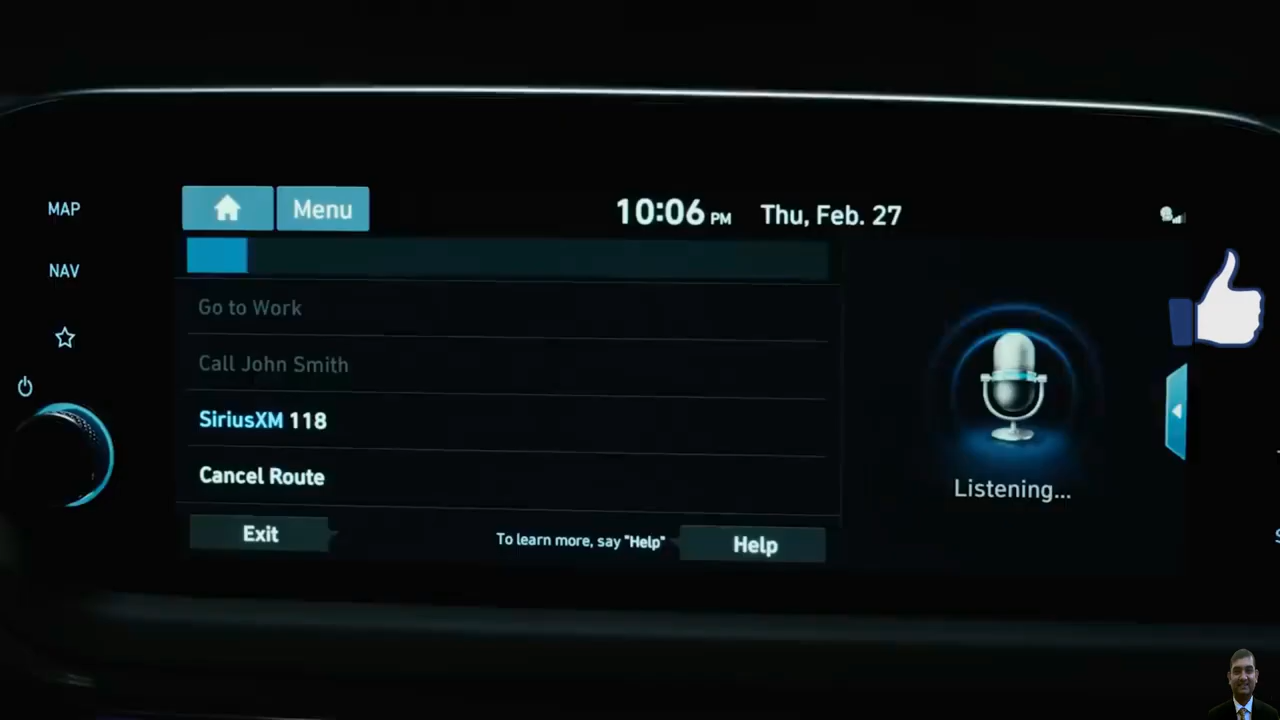 MAP
NAV
Menu
10:06 PM Thu, Feb. 27
Go to Work
Call John Smith
SiriusXM 118
Cancel Route
Exit
To learn more, say "Help"
Help
Listening...